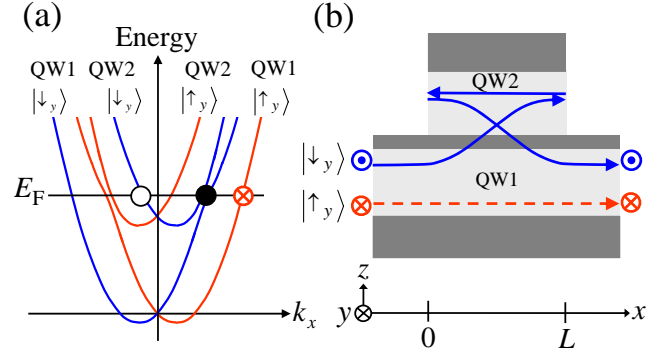 (a)
Energy
QW1 QW2 QW2 QW1
|↓y⟩ |↓y⟩ |↑y⟩ |↑y⟩
EF
kx
(b)
QW2
|↓y⟩
QW1
|↑y⟩
z
y
x
0
L